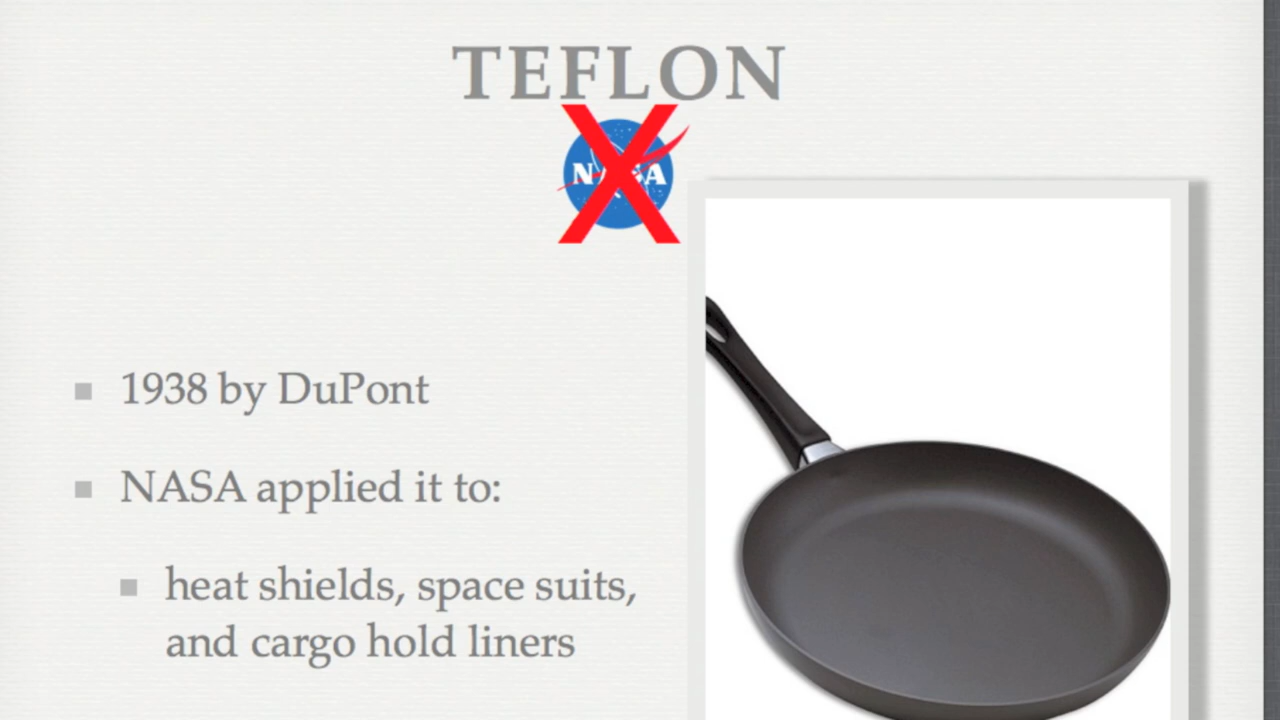 TEFLON
NASA
1938 by DuPont
NASA applied it to:
heat shields, space suits,
and cargo hold liners